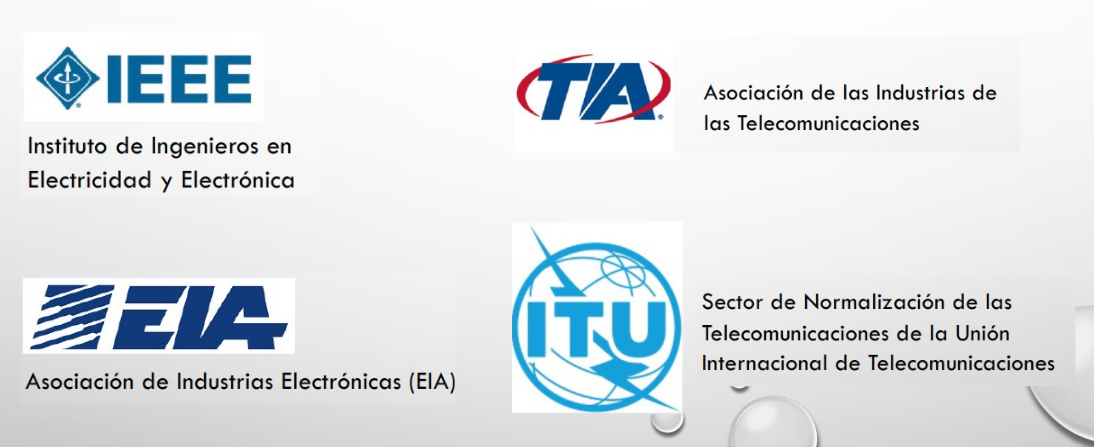 IEEE
Instituto de Ingenieros en
Electricidad y Electrónica
TIA
Asociación de las Industrias de
las Telecomunicaciones
EIA
Asociación de Industrias Electrónicas (EIA)
ITU
Sector de Normalización de las
Telecomunicaciones de la Unión
Internacional de Telecomunicaciones